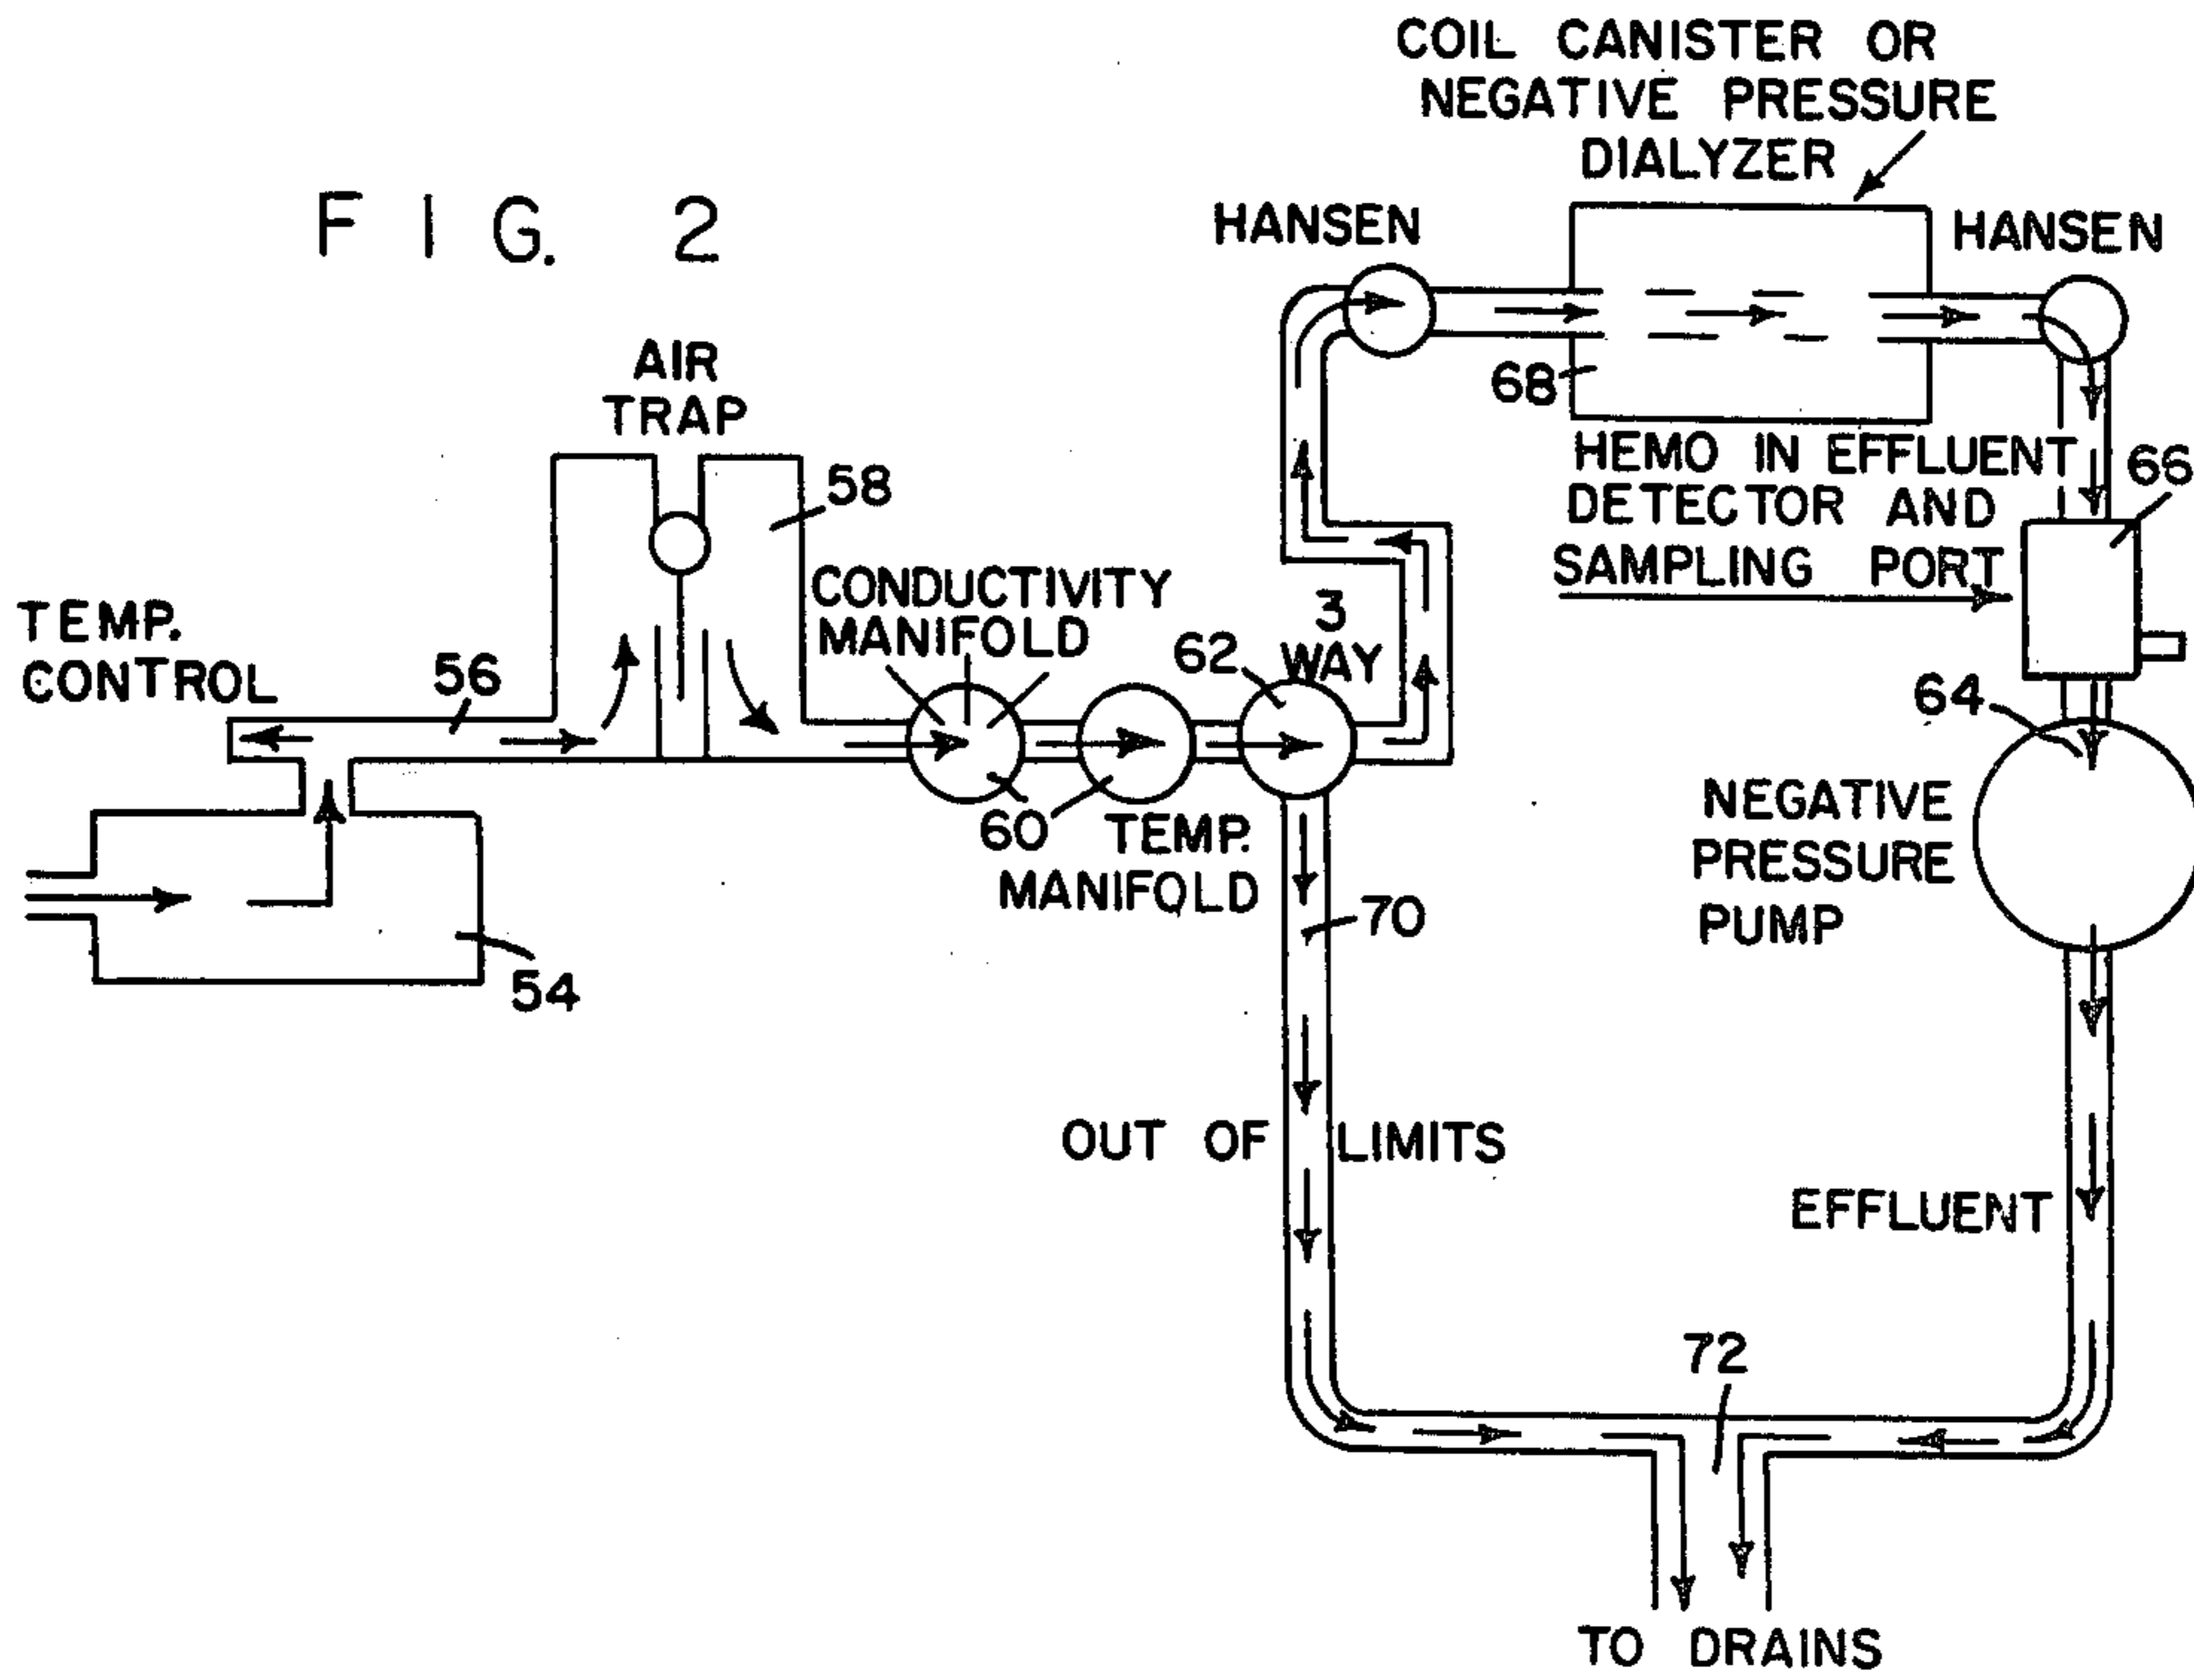 COIL CANISTER OR
NEGATIVE PRESSURE
DIALYZER
FIG. 2
HANSEN
HANSEN
AIR
TRAP
58
68
HEMO IN EFFLUENT
DETECTOR AND
SAMPLING PORT
66
TEMP.
CONTROL
56
CONDUCTIVITY
MANIFOLD
62
3
WAY
64
60
TEMP.
MANIFOLD
NEGATIVE
PRESSURE
PUMP
70
54
OUT OF LIMITS
EFFLUENT
72
TO DRAINS